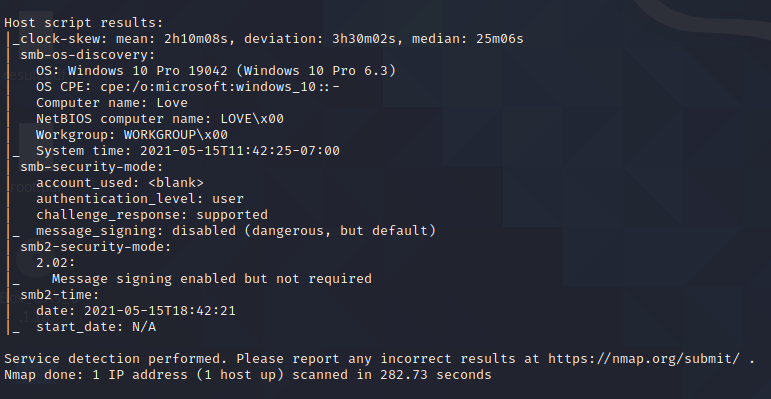 Host script results:
|_clock-skew: mean: 2h10m08s, deviation: 3h30m02s, median: 25m06s
| smb-os-discovery:
|   OS: Windows 10 Pro 19042 (Windows 10 Pro 6.3)
|   OS CPE: cpe:/o:microsoft:windows_10::-
|   Computer name: Love
|   NetBIOS computer name: LOVE\x00
|   Workgroup: WORKGROUP\x00
|_  System time: 2021-05-15T11:42:25-07:00
| smb-security-mode:
|   account_used: <blank>
|   authentication_level: user
|   challenge_response: supported
|_  message_signing: disabled (dangerous, but default)
| smb2-security-mode:
|   2.02:
|_    Message signing enabled but not required
| smb2-time:
|   date: 2021-05-15T18:42:21
|_  start_date: N/A
Service detection performed. Please report any incorrect results at https://nmap.org/submit/ .
Nmap done: 1 IP address (1 host up) scanned in 282.73 seconds